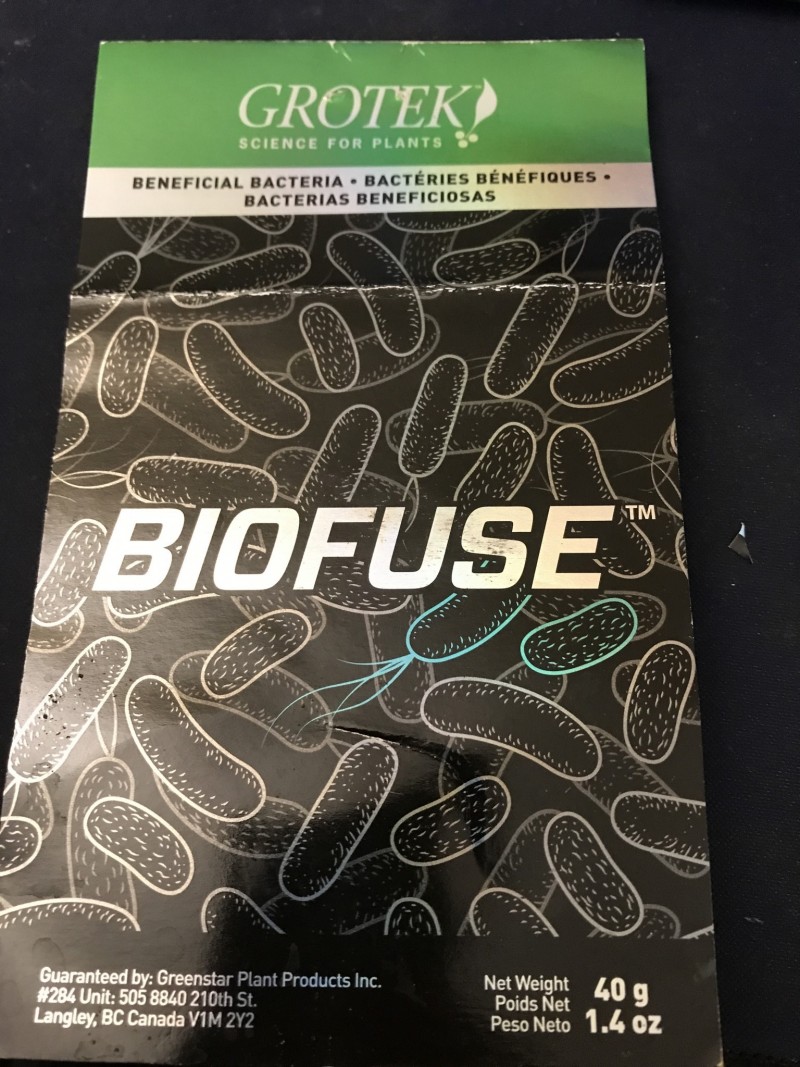 GROTEK
SCIENCE FOR PLANTS
BENEFICIAL BACTERIA • BACTÉRIES BÉNÉFIQUES •
BACTERIAS BENEFICIOSAS
BIOFUSE™
Guaranteed by: Greenstar Plant Products Inc.
#284 Unit: 505 8840 210th St.
Langley, BC Canada V1M 2Y2
Net Weight
Poids Net
Peso Neto
40 g
1.4 oz